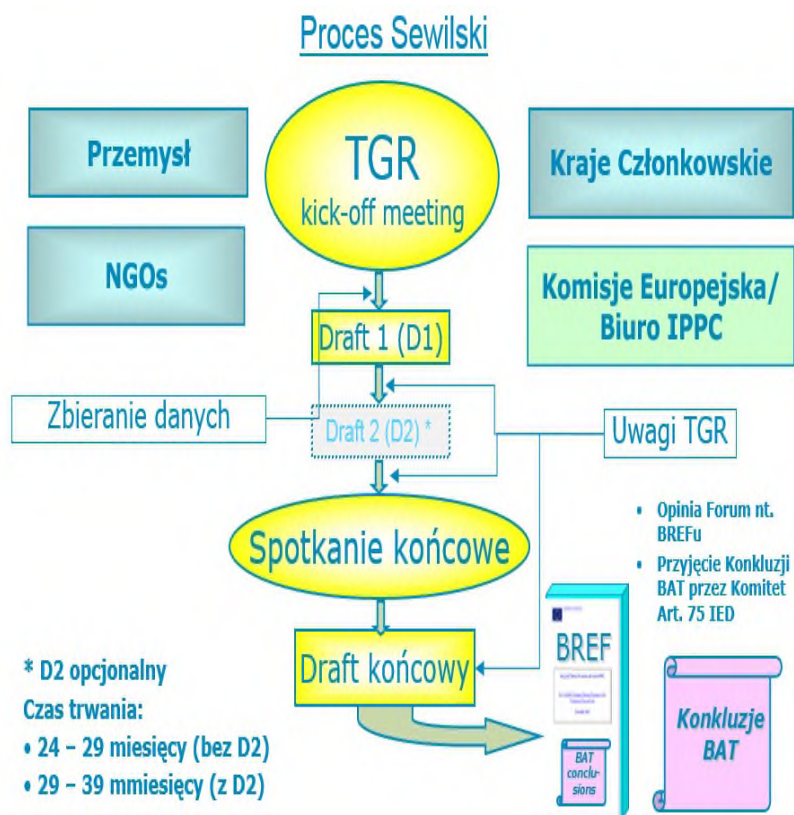 Proces Sewilski
Przemysł
TGR
kick-off meeting
Kraje Członkowskie
NGOs
Komisje Europejska/
Biuro IPPC
Draft 1 (D1)
Zbieranie danych
Draft 2 (D2) *
Uwagi TGR
Spotkanie końcowe
• Opinia Forum nt.
BREFu
• Przyjęcie Konkluzji
BAT przez Komitet
Art. 75 IED
Draft końcowy
BREF
BAT
conclu-
sions
Konkluzje
BAT
* D2 opcjonalny
Czas trwania:
• 24 – 29 miesięcy (bez D2)
• 29 – 39 mmiesięcy (z D2)